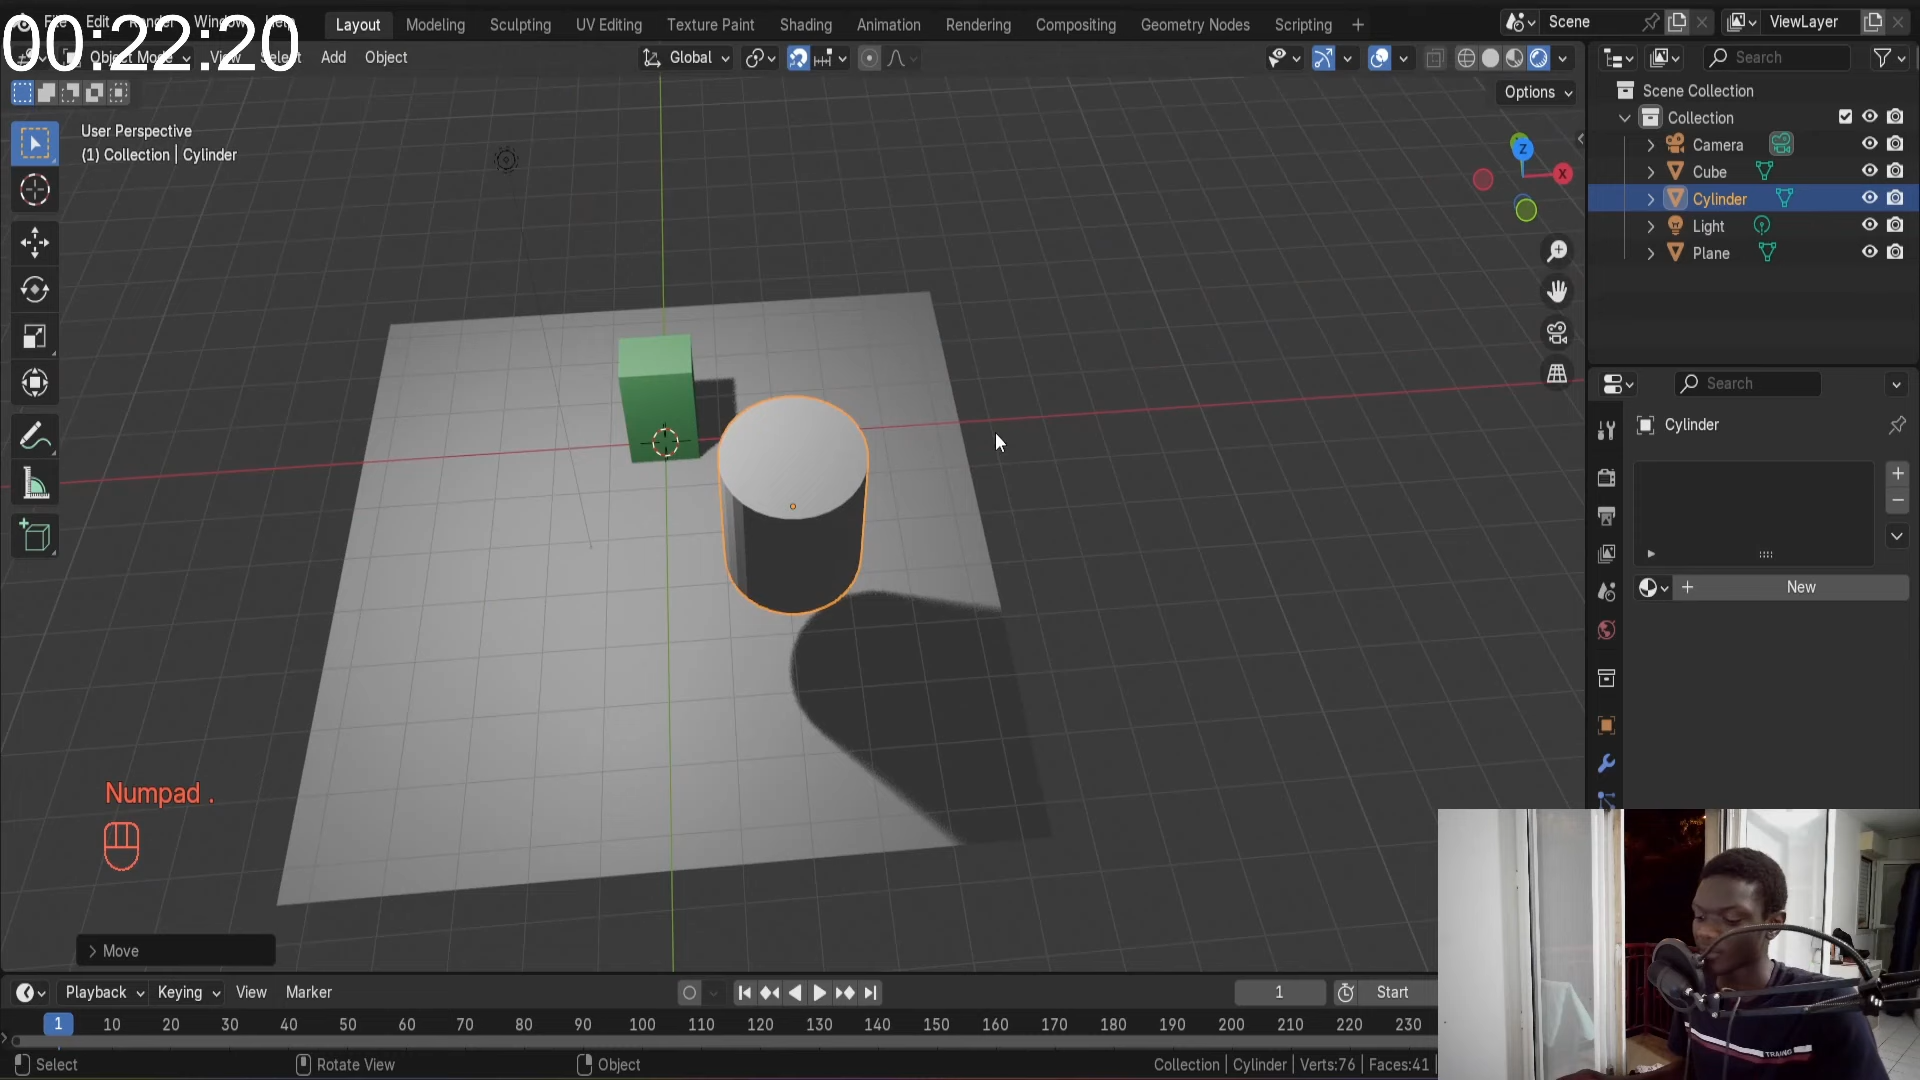 00:22:20
File Edit Render Window Help
Layout Modeling Sculpting UV Editing Texture Paint Shading Animation Rendering Compositing Geometry Nodes Scripting +
Scene
ViewLayer
Object Mode View Select Add Object
Global
Search
Options
User Perspective
(1) Collection | Cylinder
Z
X
Scene Collection
Collection
Camera
Cube
Cylinder
Light
Plane
Search
Cylinder
+ New
Numpad .
Move
Playback Keying View Marker
1
Start
1 10 20 30 40 50 60 70 80 90 100 110 120 130 140 150 160 170 180 190 200 210 220 230
Select Rotate View Object
Collection | Cylinder | Verts:76 | Faces:41 |
TRAINING